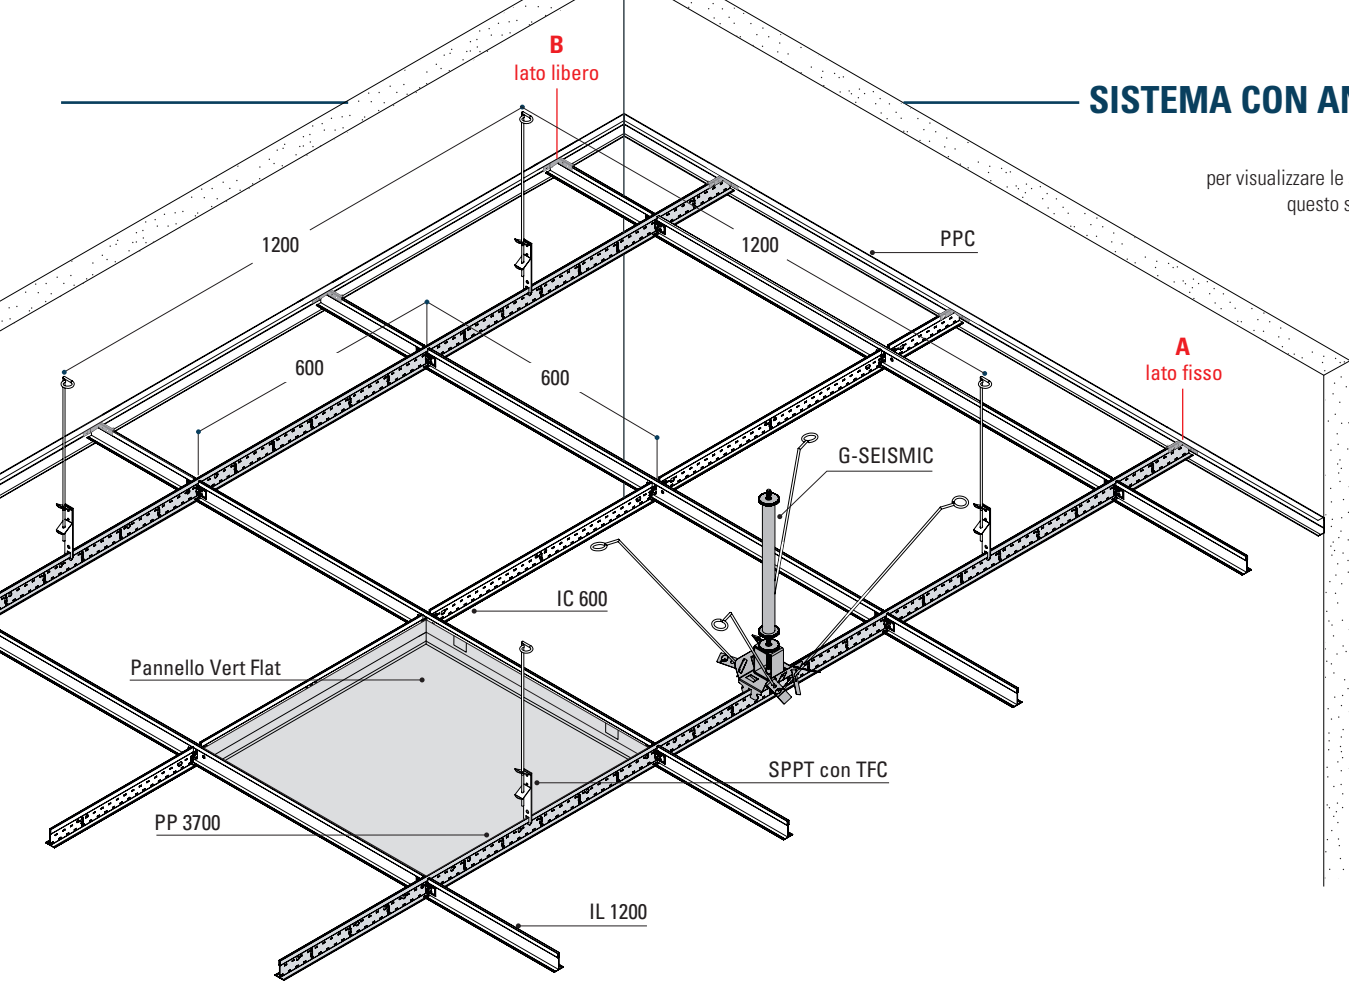 B
lato libero
SISTEMA CON
per visualizzare le
questo
1200
1200
PPC
600
600
A
lato fisso
G-SEISMIC
IC 600
Pannello Vert Flat
SPPT con TFC
PP 3700
IL 1200